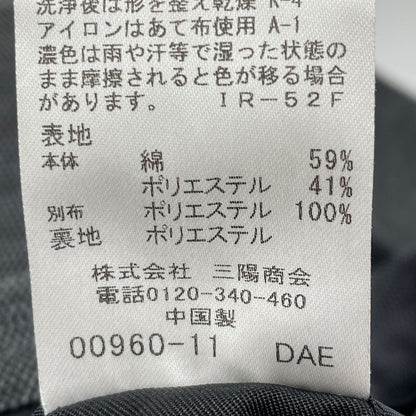 洗浄後は形を整え乾燥 K-4
アイロンはあて布使用 A-1
濃色は雨や汗等で湿った状態の
まま摩擦されると色が移る場合
があります。 IR-52F
表地
本体 綿 59%
ポリエステル 41%
別布 ポリエステル 100%
裏地 ポリエステル
株式会社 三陽商会
電話0120-340-460
中国製
00960-11 DAE